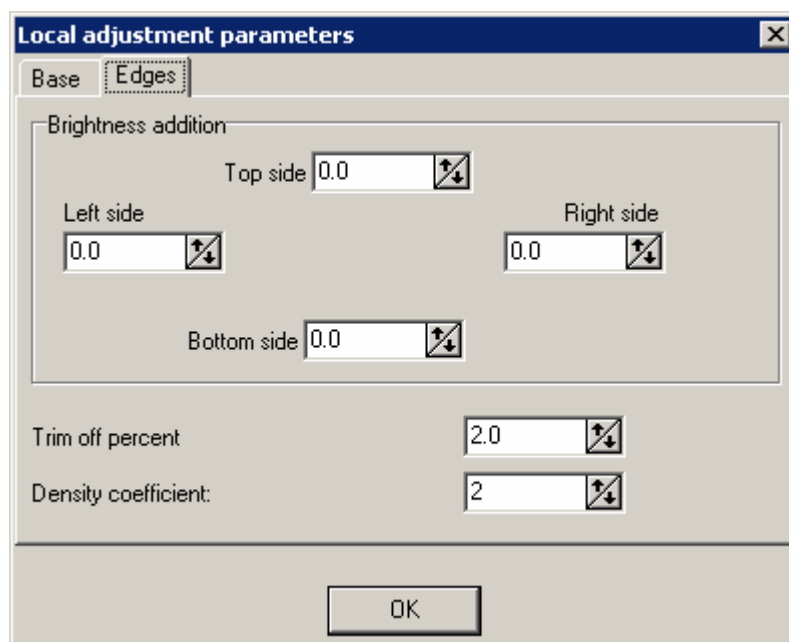 Local adjustment parameters
Base Edges
Brightness addition
Top side 0.0
Left side Right side
0.0 0.0
Bottom side 0.0
Trim off percent 2.0
Density coefficient: 2
OK